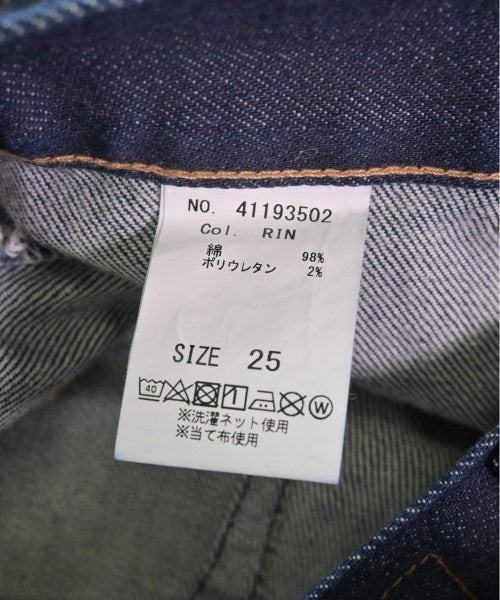 NO. 41193502
Col. RIN
綿 98%
ポリウレタン 2%
SIZE 25
40 W
※洗濯ネット使用
※当て布使用